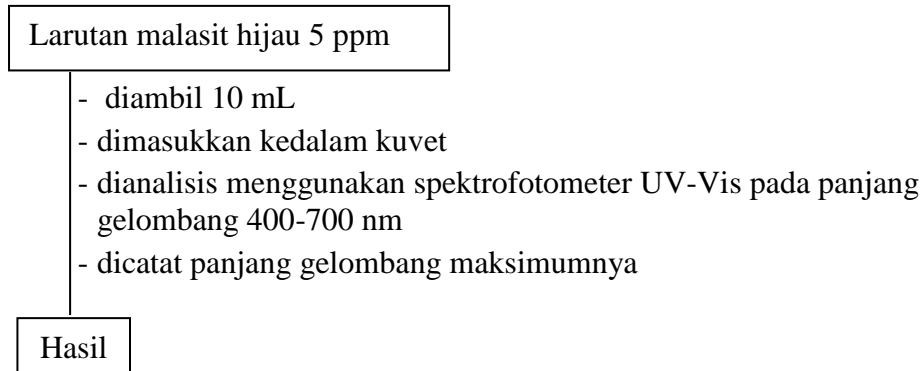 Larutan malasit hijau 5 ppm
- diambil 10 mL
- dimasukkan kedalam kuvet
- dianalisis menggunakan spektrofotometer UV-Vis pada panjang
gelombang 400-700 nm
- dicatat panjang gelombang maksimumnya
Hasil